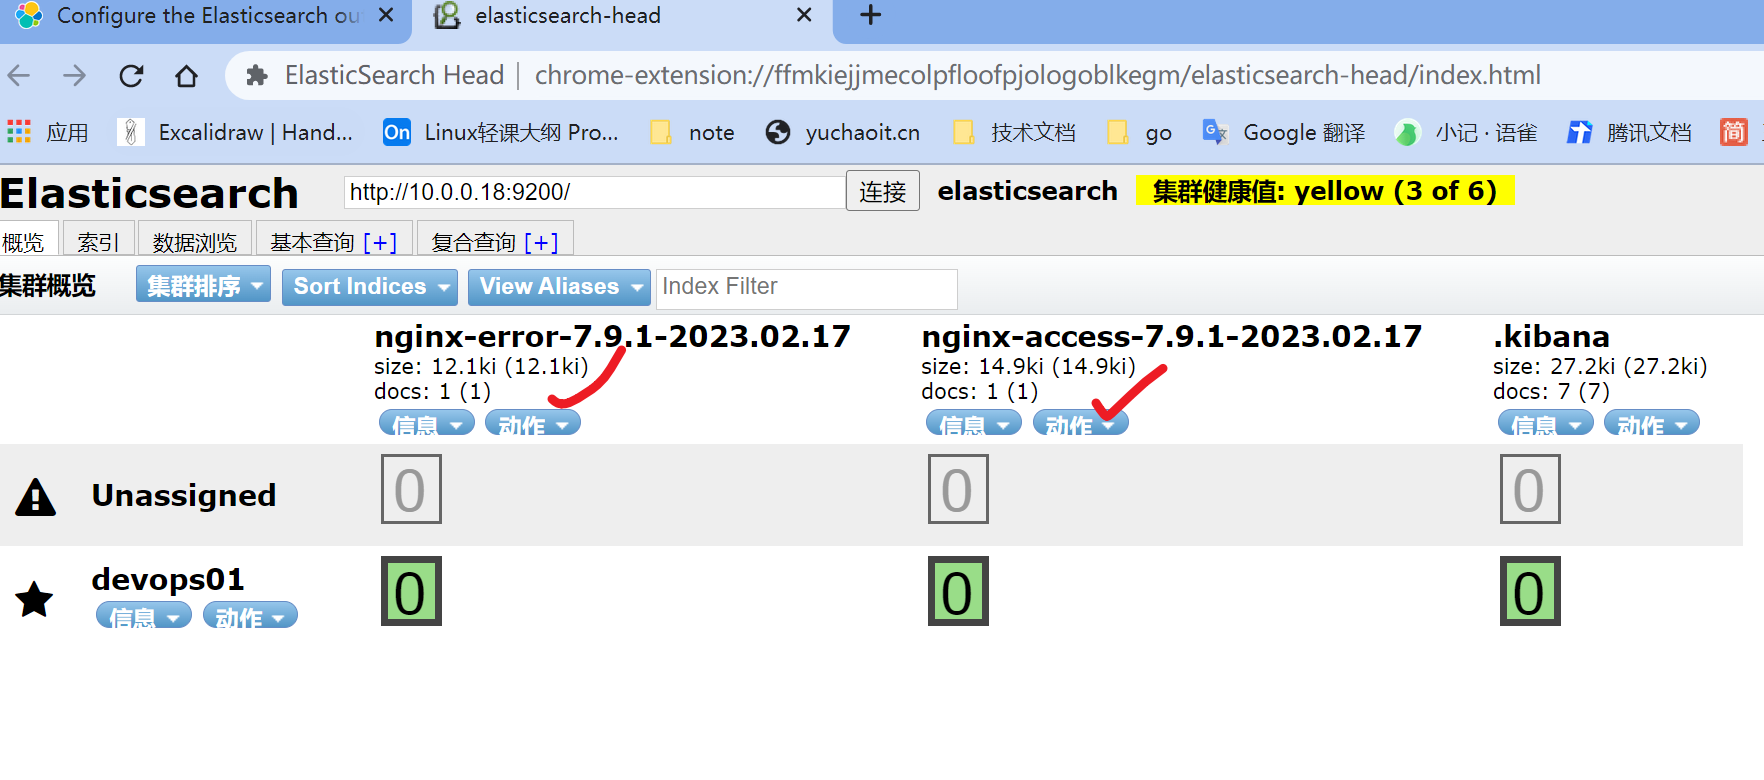 Configure the Elasticsearch ou
elasticsearch-head
ElasticSearch Head | chrome-extension://ffmkiejjmecolpfloofpjologoblkegm/elasticsearch-head/index.html
应用 Excalidraw | Hand... On Linux轻课大纲 Pro... note yuchaoit.cn 技术文档 go G Google 翻译 小记 · 语雀 腾讯文档 简
Elasticsearch http://10.0.0.18:9200/ 连接 elasticsearch 集群健康值: yellow (3 of 6)
概览 索引 数据浏览 基本查询 [+] 复合查询 [+]
集群概览 集群排序 Sort Indices View Aliases Index Filter
nginx-error-7.9.1-2023.02.17 nginx-access-7.9.1-2023.02.17 .kibana
size: 12.1ki (12.1ki) size: 14.9ki (14.9ki) size: 27.2ki (27.2ki)
docs: 1 (1) docs: 1 (1) docs: 7 (7)
信息 动作 信息 动作 信息 动作
Unassigned 0 0 0
devops01 0 0 0
信息 动作